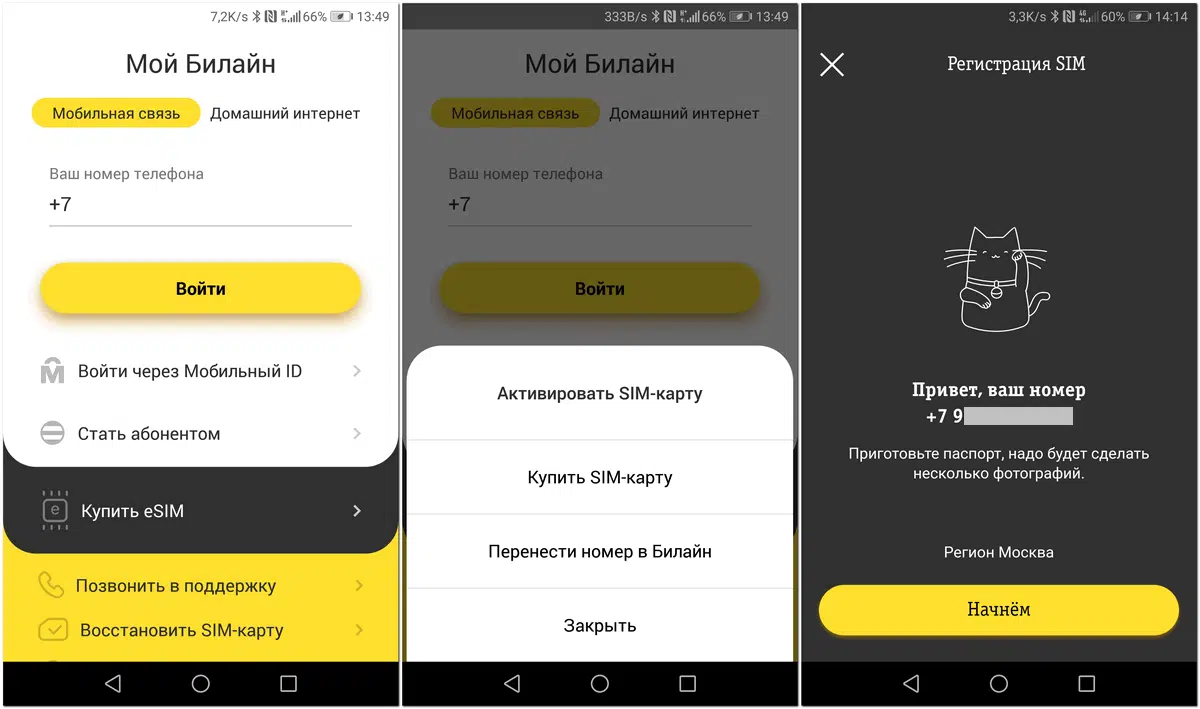 7,2K/s 66% 13:49
Мой Билайн
Мобильная связь Домашний интернет
Ваш номер телефона
+7
Войти
Войти через Мобильный ID
Стать абонентом
e Купить eSIM
Позвонить в поддержку
Восстановить SIM-карту
333B/s 66% 13:49
Мой Билайн
Мобильная связь Домашний интернет
Ваш номер телефона
+7
Войти
Активировать SIM-карту
Купить SIM-карту
Перенести номер в Билайн
Закрыть
3,3K/s 4G 60% 14:14
Регистрация SIM
Привет, ваш номер
+7 9
Приготовьте паспорт, надо будет сделать
несколько фотографий.
Регион Москва
Начнём